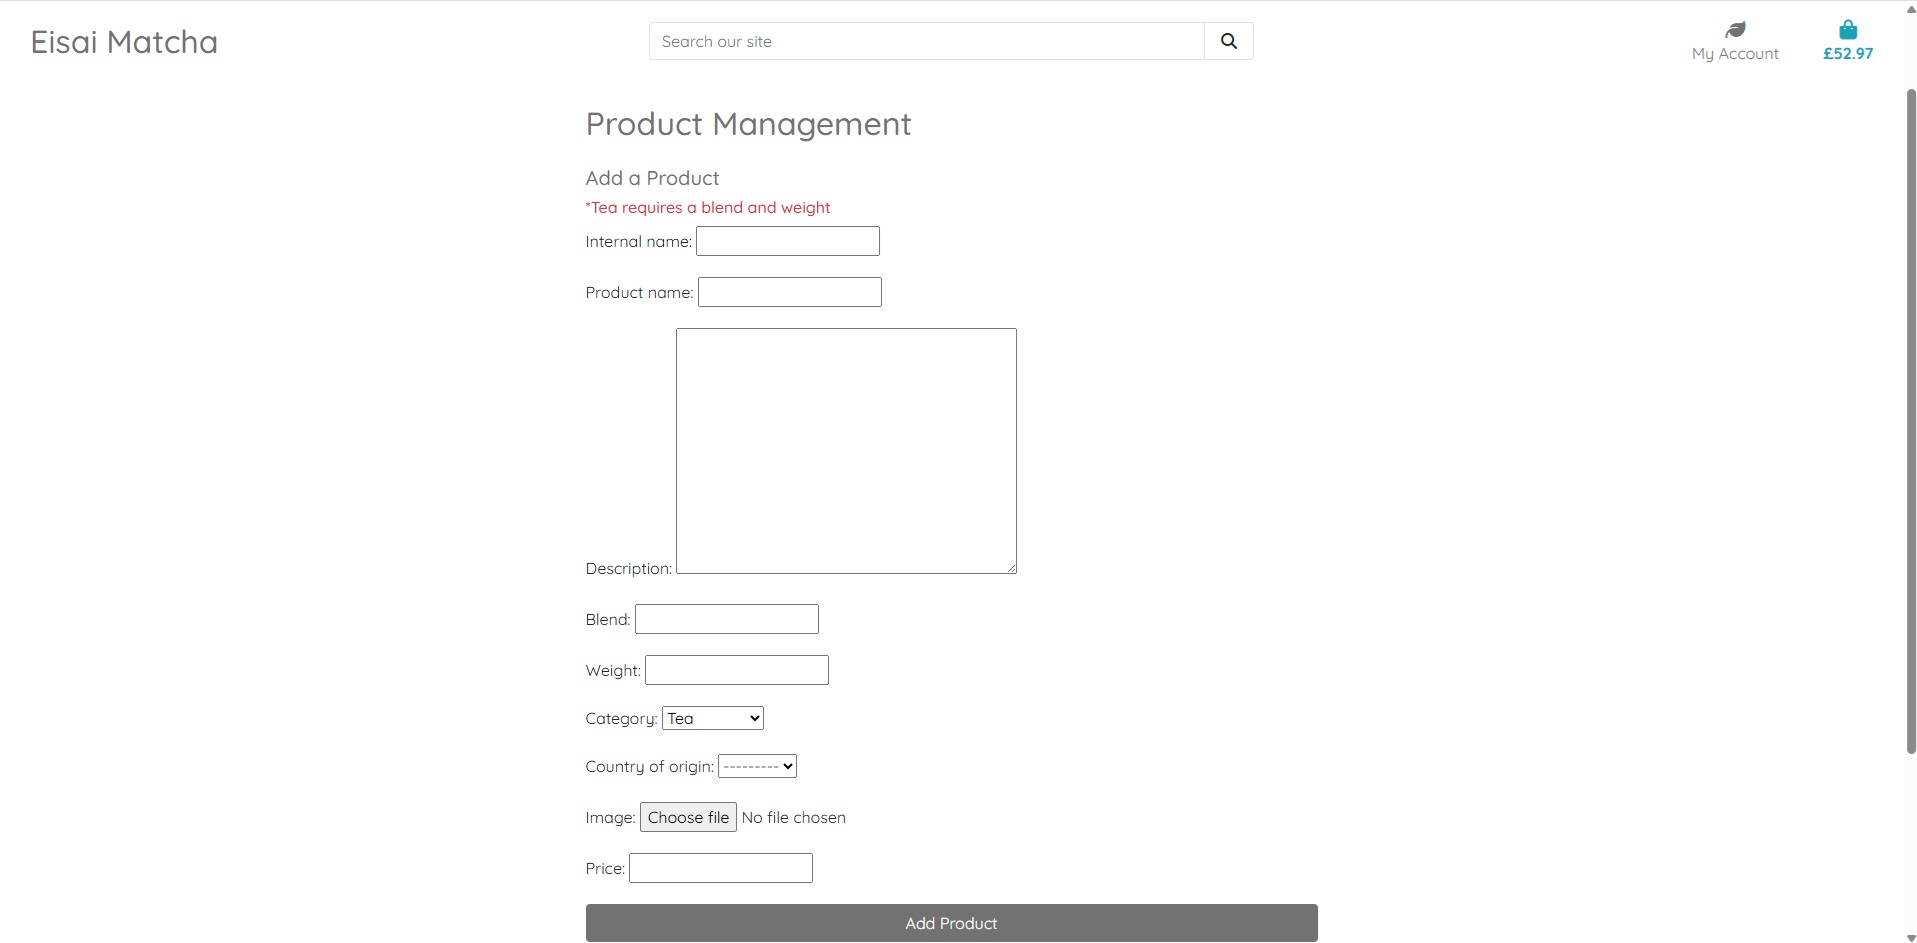 Eisai Matcha
Search our site
My Account
£52.97
Product Management
Add a Product
*Tea requires a blend and weight
Internal name:
Product name:
Description:
Blend:
Weight:
Category: Tea
Country of origin: ---------
Image: Choose file No file chosen
Price:
Add Product